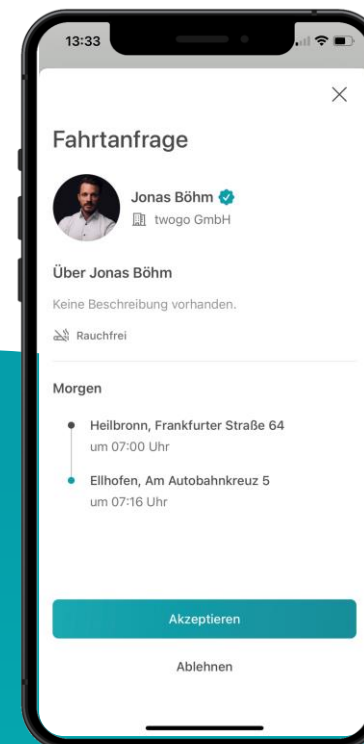 13:33
Fahrtanfrage
Jonas Böhm
twogo GmbH
Über Jonas Böhm
Keine Beschreibung vorhanden.
Rauchfrei
Morgen
Heilbronn, Frankfurter Straße 64
um 07:00 Uhr
Ellhofen, Am Autobahnkreuz 5
um 07:16 Uhr
Akzeptieren
Ablehnen